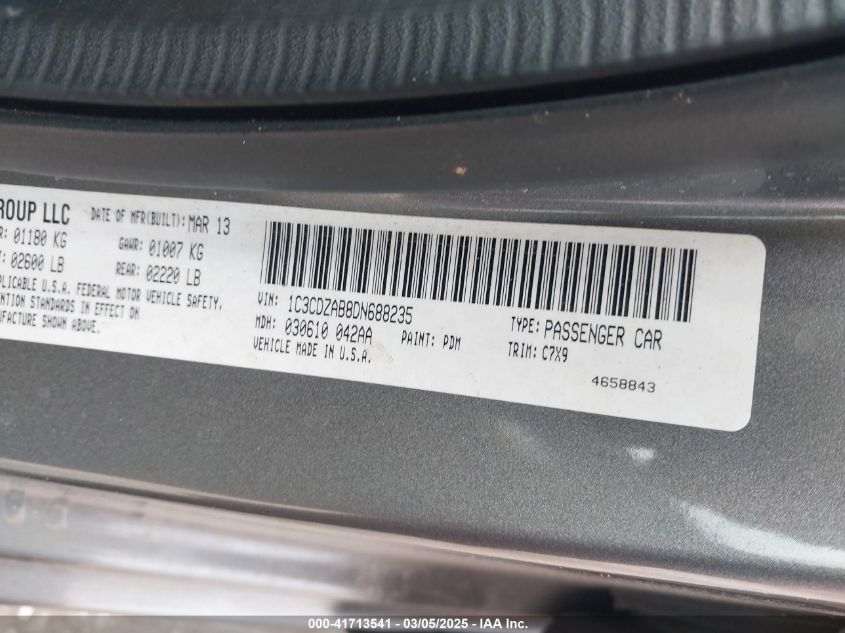 ROUP LLC DATE OF MFR(BUILT): MAR 13
R: 01180 KG GAWR: 01007 KG
T: 02600 LB REAR: 02220 LB
PLICABLE U.S.A. FEDERAL MOTOR VEHICLE SAFETY,
ENTION STANDARDS IN EFFECT ON
FACTURE SHOWN ABOVE.
VIN: 1C3CDZAB8DN688235 TYPE: PASSENGER CAR
MDH: 030610 042AA PAINT: PDM TRIM: C7X9
VEHICLE MADE IN U.S.A.
4658843
000-41713541 - 03/05/2025 - IAA Inc.